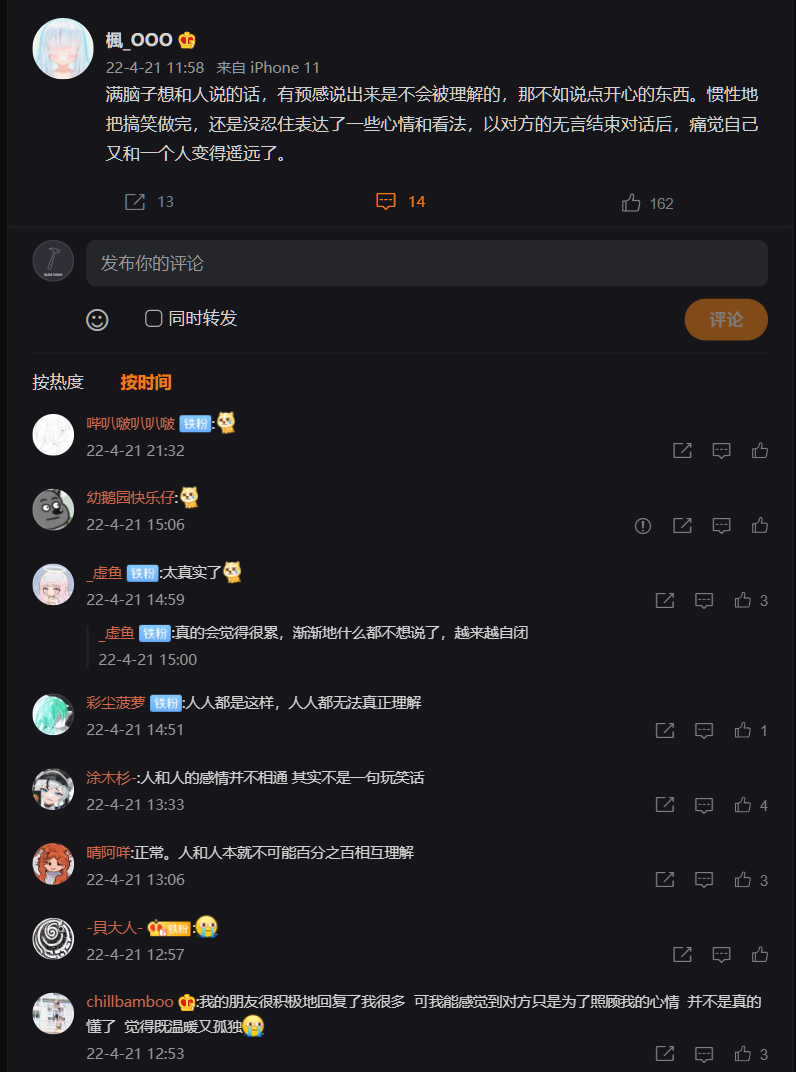 楓_OOO
22-4-21 11:58 来自 iPhone 11
满脑子想和人说的话，有预感说出来是不会被理解的，那不如说点开心的东西。惯性地
把搞笑做完，还是没忍住表达了一些心情和看法，以对方的无言结束对话后，痛觉自己
又和一个人变得遥远了。
13 14 162
发布你的评论
同时转发 评论
按热度 按时间
哔叭啵叭叭啵 铁粉:
22-4-21 21:32
幼鹅园快乐仔:
22-4-21 15:06
_虚鱼 铁粉:太真实了
22-4-21 14:59 3
_虚鱼 铁粉:真的会觉得很累，渐渐地什么都不想说了，越来越自闭
22-4-21 15:00
彩尘菠萝 铁粉:人人都是这样，人人都无法真正理解
22-4-21 14:51 1
涂木杉-:人和人的感情并不相通 其实不是一句玩笑话
22-4-21 13:33 4
晴阿咩:正常。人和人本就不可能百分之百相互理解
22-4-21 13:06 3
-貝大人- 铁粉:
22-4-21 12:57
chillbamboo:我的朋友很积极地回复了我很多 可我能感觉到对方只是为了照顾我的心情 并不是真的
懂了 觉得既温暖又孤独
22-4-21 12:53 3